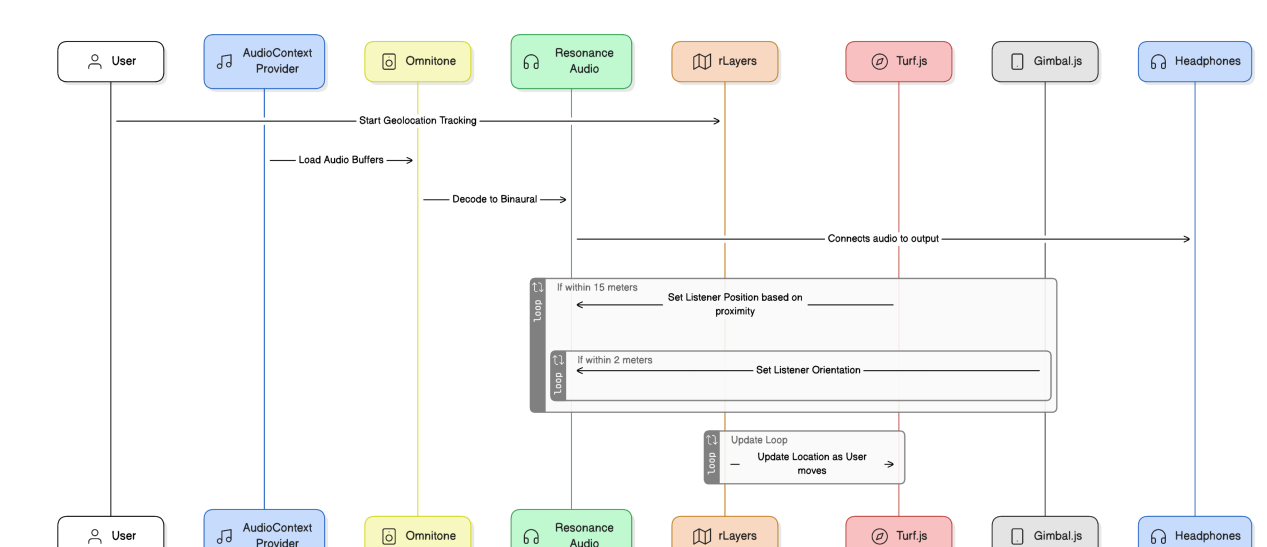 User
AudioContext
Provider
Omnitone
Resonance
Audio
rLayers
Turf.js
Gimbal.js
Headphones
Start Geolocation Tracking
Load Audio Buffers
Decode to Binaural
Connects audio to output
loop
If within 15 meters
Set Listener Position based on
proximity
loop
If within 2 meters
Set Listener Orientation
loop
Update Loop
Update Location as User
moves
User
AudioContext
Provider
Omnitone
Resonance
Audio
rLayers
Turf.js
Gimbal.js
Headphones